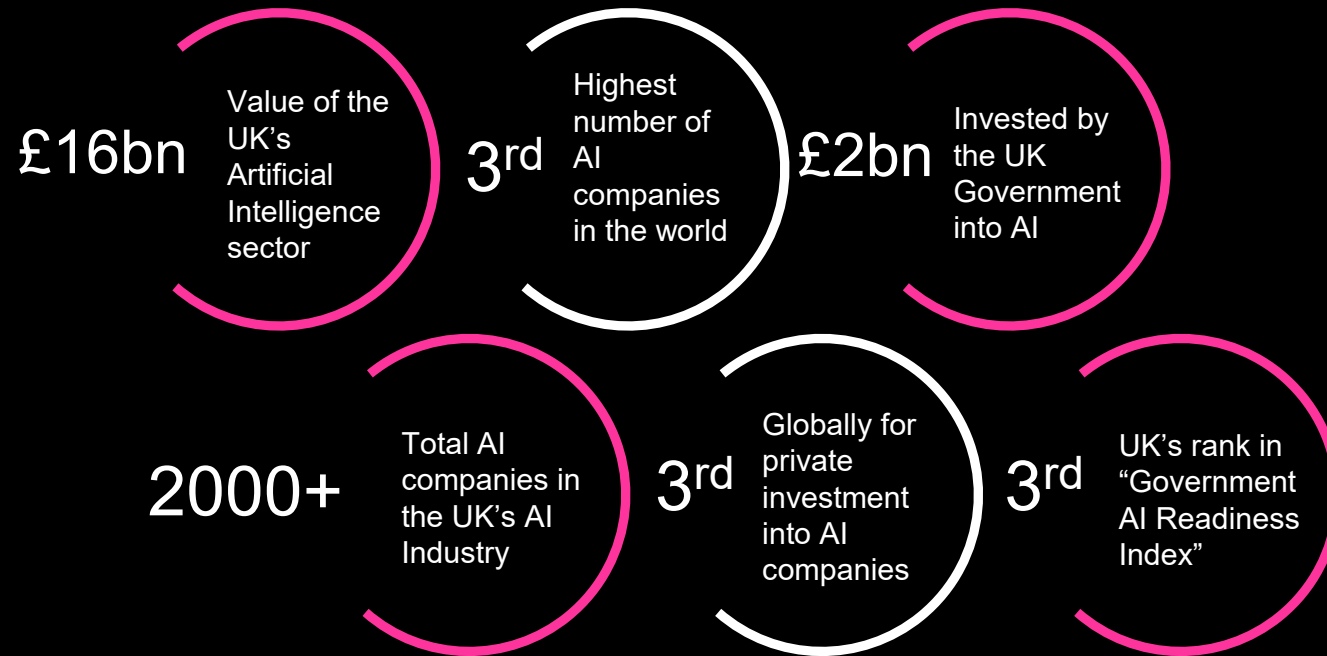 £16bn
Value of the
UK's
Artificial
Intelligence
sector
3rd
Highest
number of
AI
companies
in the world
£2bn
Invested by
the UK
Government
into AI
2000+
Total AI
companies in
the UK's AI
Industry
3rd
Globally for
private
investment
into AI
companies
3rd
UK's rank in
“Government
AI Readiness
Index”